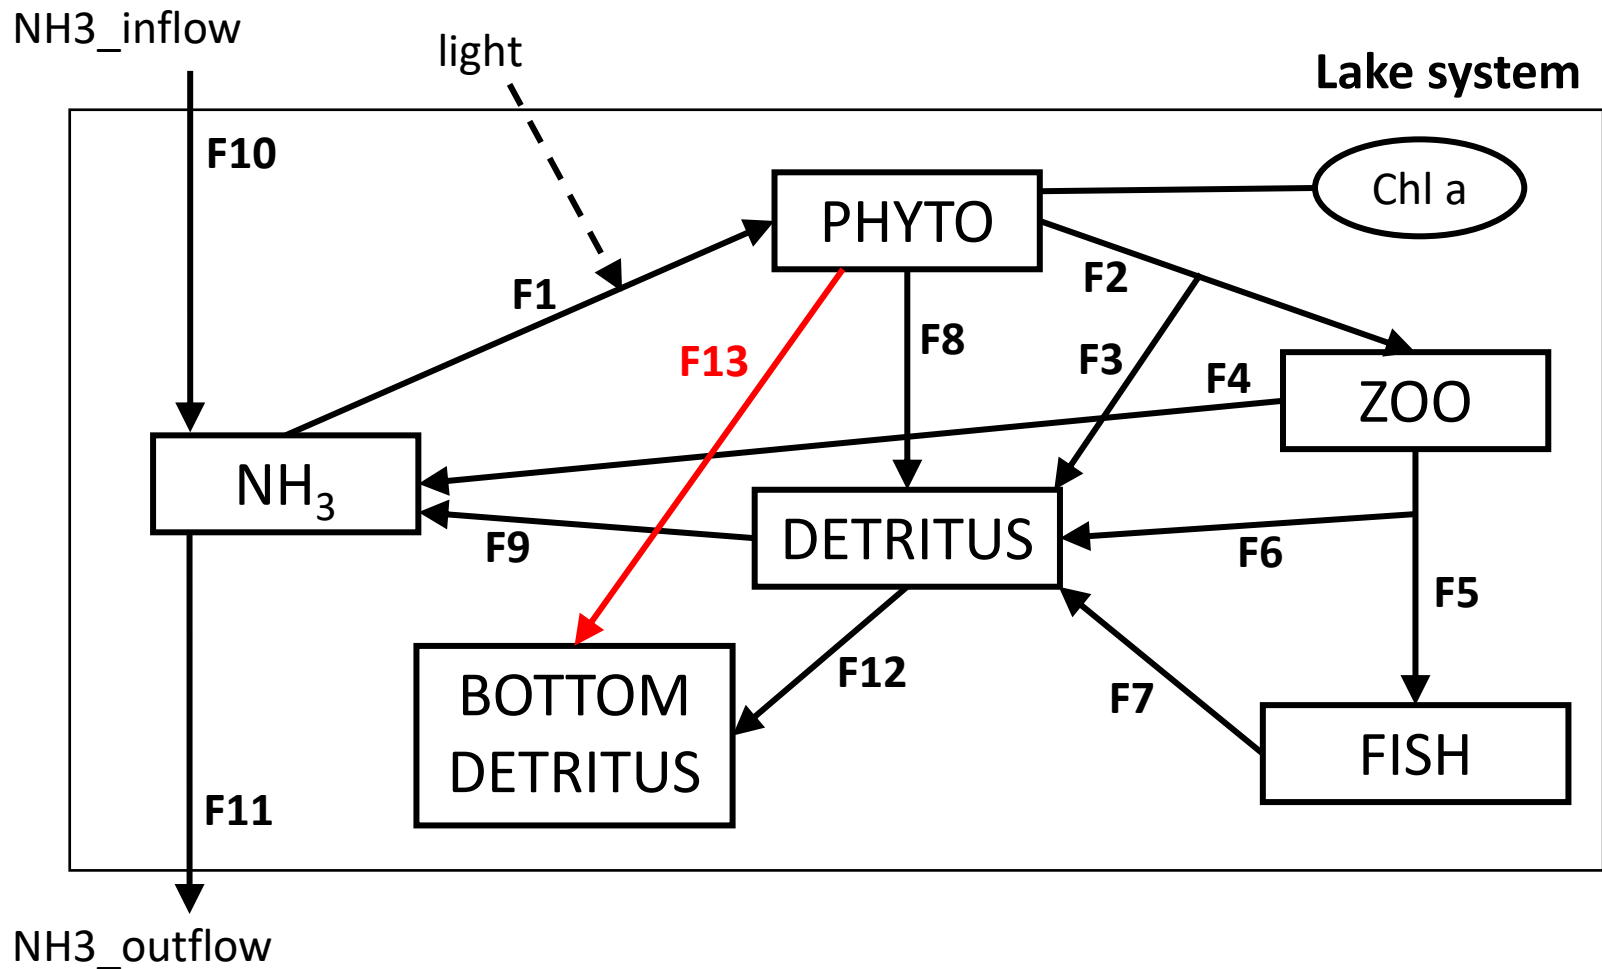 NH3_inflow
light
Lake system
F10
PHYTO
Chl a
F1
F2
F8
F13
F3
F4
ZOO
NH₃
DETRITUS
F9
F6
F5
BOTTOM
DETRITUS
F12
F7
FISH
F11
NH3_outflow